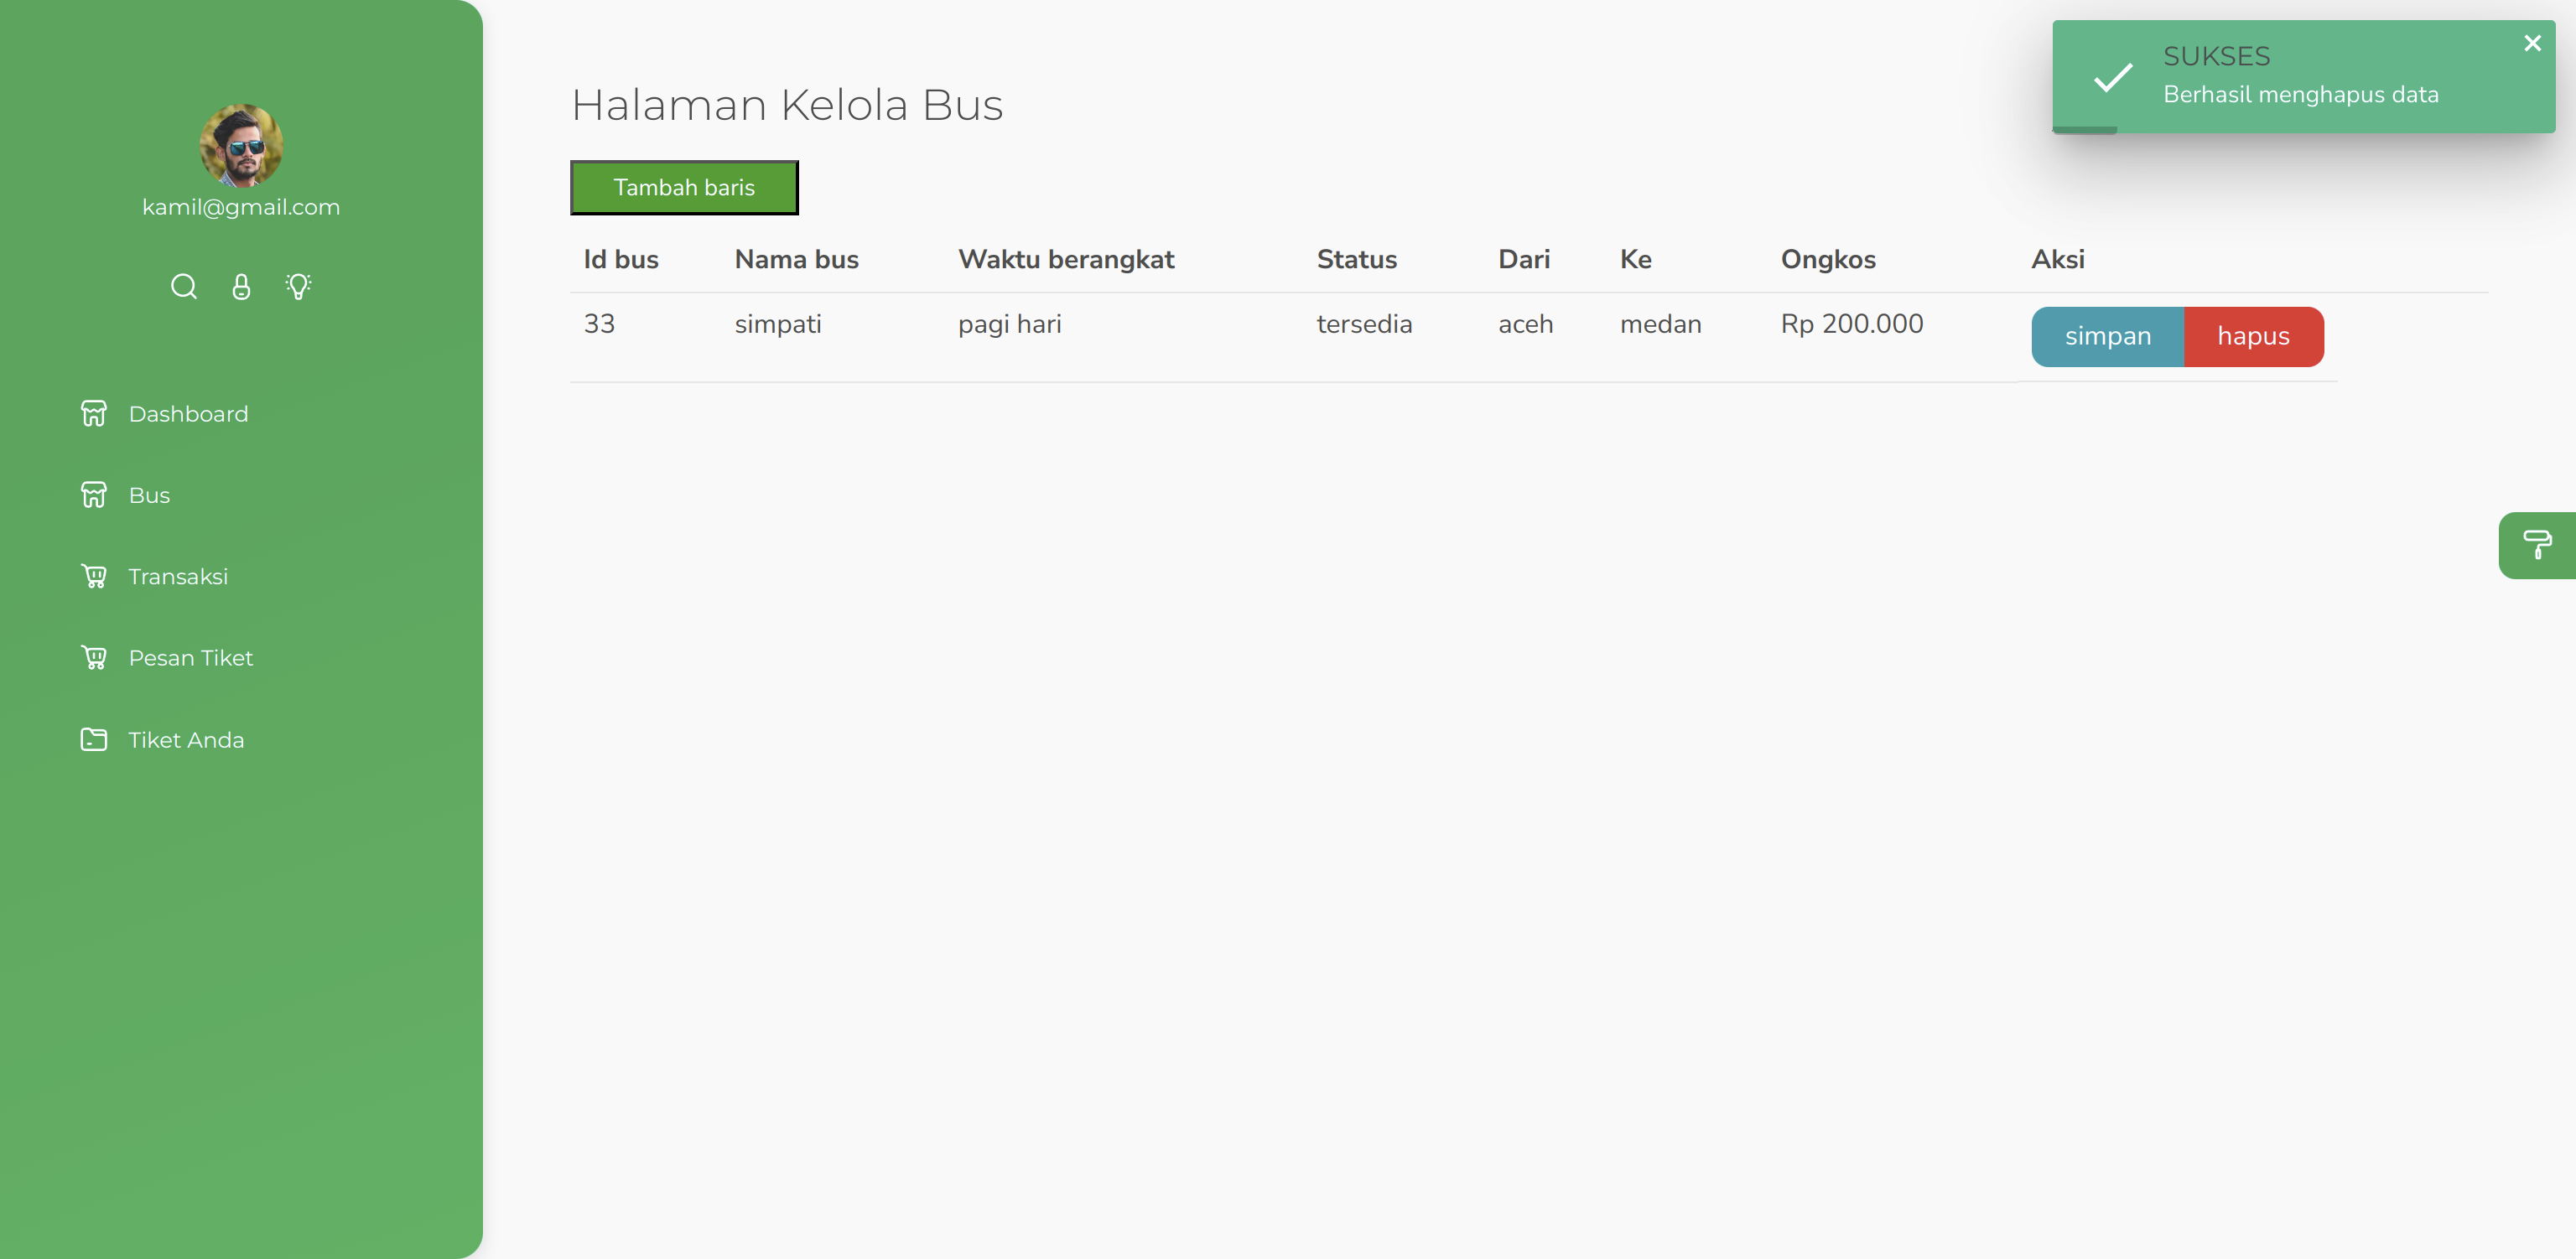 kamil@gmail.com
Dashboard
Bus
Transaksi
Pesan Tiket
Tiket Anda
Halaman Kelola Bus
Tambah baris
Id bus Nama bus Waktu berangkat Status Dari Ke Ongkos Aksi
33 simpati pagi hari tersedia aceh medan Rp 200.000 simpan hapus
SUKSES
Berhasil menghapus data